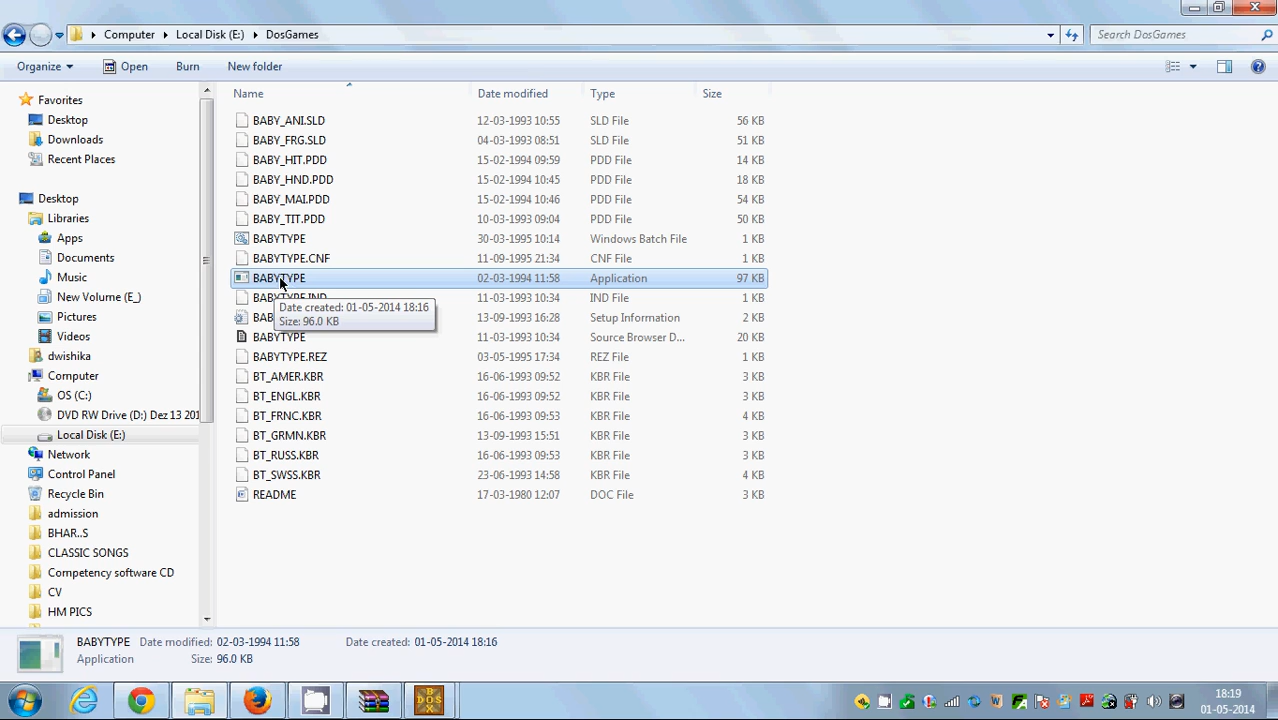 Computer ▸ Local Disk (E:) ▸ DosGames
Search DosGames
Organize Open Burn New folder
Name Date modified Type Size
Favorites
Desktop
Downloads
Recent Places
Desktop
Libraries
Apps
Documents
Music
New Volume (E_)
Pictures
Videos
dwishika
Computer
OS (C:)
DVD RW Drive (D:) Dez 13 201
Local Disk (E:)
Network
Control Panel
Recycle Bin
admission
BHAR..S
CLASSIC SONGS
Competency software CD
CV
HM PICS
BABY_ANI.SLD 12-03-1993 10:55 SLD File 56 KB
BABY_FRG.SLD 04-03-1993 08:51 SLD File 51 KB
BABY_HIT.PDD 15-02-1994 09:59 PDD File 14 KB
BABY_HND.PDD 15-02-1994 10:45 PDD File 18 KB
BABY_MAI.PDD 15-02-1994 10:46 PDD File 54 KB
BABY_TIT.PDD 10-03-1993 09:04 PDD File 50 KB
BABYTYPE 30-03-1995 10:14 Windows Batch File 1 KB
BABYTYPE.CNF 11-09-1995 21:34 CNF File 1 KB
BABYTYPE 02-03-1994 11:58 Application 97 KB
BABYTYPE.IND 11-03-1993 10:34 IND File 1 KB
Date created: 01-05-2014 18:16
Size: 96.0 KB
BAB 13-09-1993 16:28 Setup Information 2 KB
BABYTYPE 11-03-1993 10:34 Source Browser D... 20 KB
BABYTYPE.REZ 03-05-1995 17:34 REZ File 1 KB
BT_AMER.KBR 16-06-1993 09:52 KBR File 3 KB
BT_ENGL.KBR 16-06-1993 09:52 KBR File 3 KB
BT_FRNC.KBR 16-06-1993 09:53 KBR File 4 KB
BT_GRMN.KBR 13-09-1993 15:51 KBR File 3 KB
BT_RUSS.KBR 16-06-1993 09:53 KBR File 3 KB
BT_SWSS.KBR 23-06-1993 14:58 KBR File 4 KB
README 17-03-1980 12:07 DOC File 3 KB
BABYTYPE Date modified: 02-03-1994 11:58 Date created: 01-05-2014 18:16
Application Size: 96.0 KB
DOS
BOX
18:19
01-05-2014